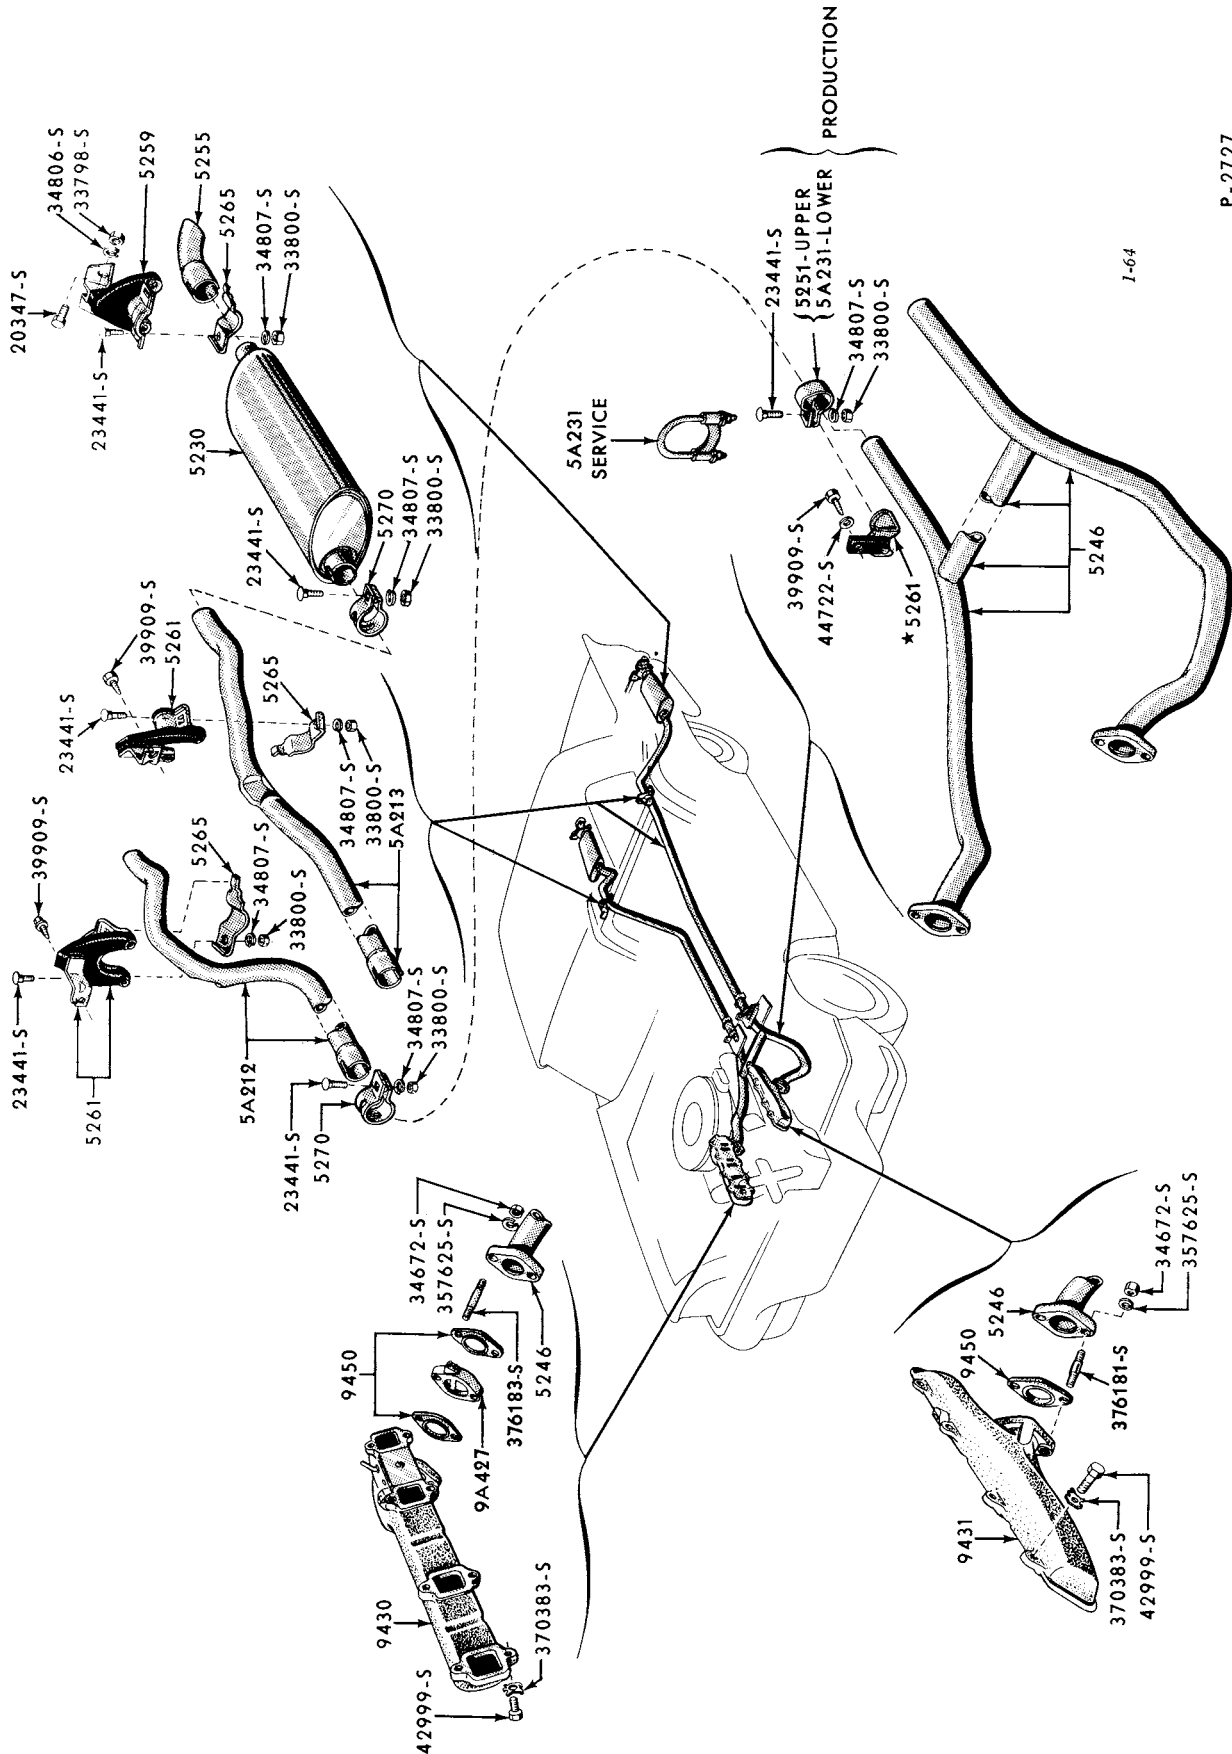 20347-S
34806-S
33798-S
5259
5255
5265
34807-S
33800-S
23441-S
5230
23441-S
5270
34807-S
33800-S
39909-S
5261
23441-S
5265
34807-S
33800-S
5A213
39909-S
5265
34807-S
33800-S
23441-S
5261
5A212
23441-S
5270
34807-S
33800-S
PRODUCTION
23441-S
5251-UPPER
5A231-LOWER
34807-S
33800-S
5A231
SERVICE
39909-S
44722-S
★5261
5246
1-64
P-2727
34672-S
357625-S
9450
376183-S
5246
9A427
9430
370383-S
42999-S
34672-S
357625-S
5246
9450
376181-S
9431
370383-S
42999-S